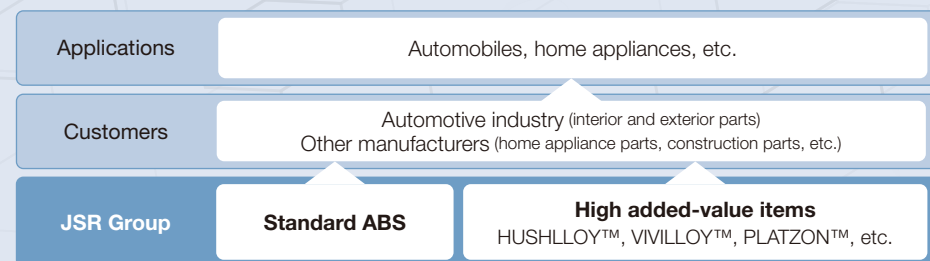 Applications
Automobiles, home appliances, etc.
Customers
Automotive industry (interior and exterior parts)
Other manufacturers (home appliance parts, construction parts, etc.)
JSR Group
Standard ABS
High added-value items
HUSHLLOY™, VIVILLOY™, PLATZON™, etc.